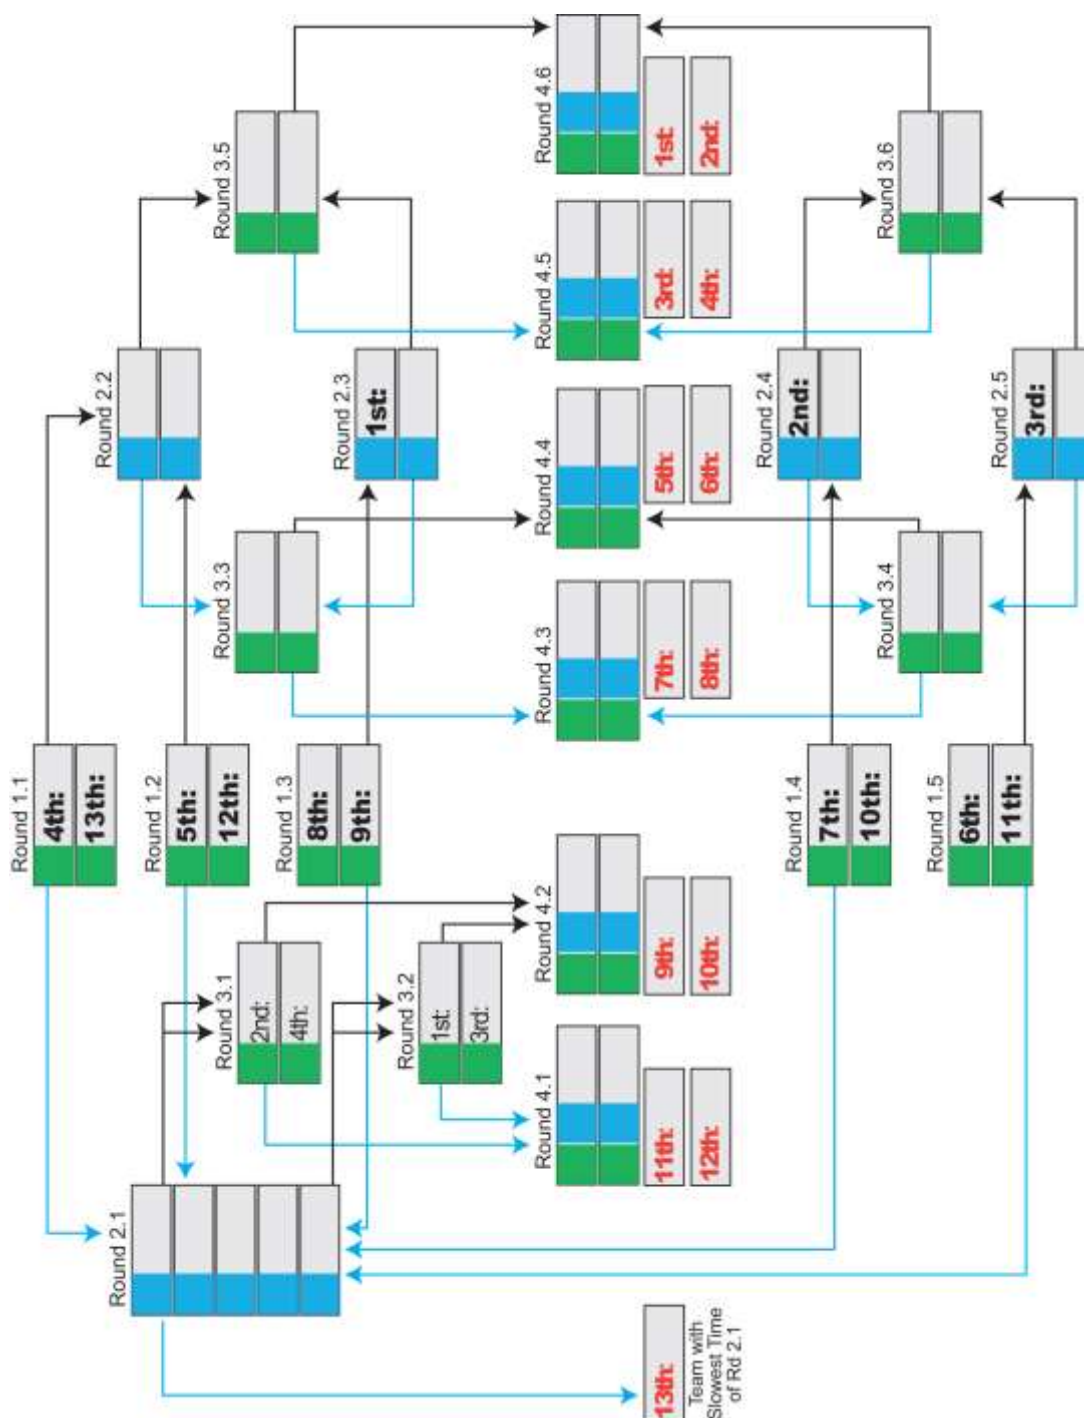 Round 1.1
4th:
13th:
Round 1.2
5th:
12th:
Round 1.3
8th:
9th:
Round 1.4
7th:
10th:
Round 1.5
6th:
11th:
Round 2.1
Round 2.2
Round 2.3
1st:
Round 2.4
2nd:
Round 2.5
3rd:
Round 3.1
2nd:
4th:
Round 3.2
1st:
3rd:
Round 3.3
Round 3.4
Round 3.5
Round 3.6
13th:
Team with
Slowest Time
of Rd 2.1
Round 4.1
11th:
12th:
Round 4.2
9th:
10th:
Round 4.3
7th:
8th:
Round 4.4
5th:
6th:
Round 4.5
3rd:
4th:
Round 4.6
1st:
2nd: